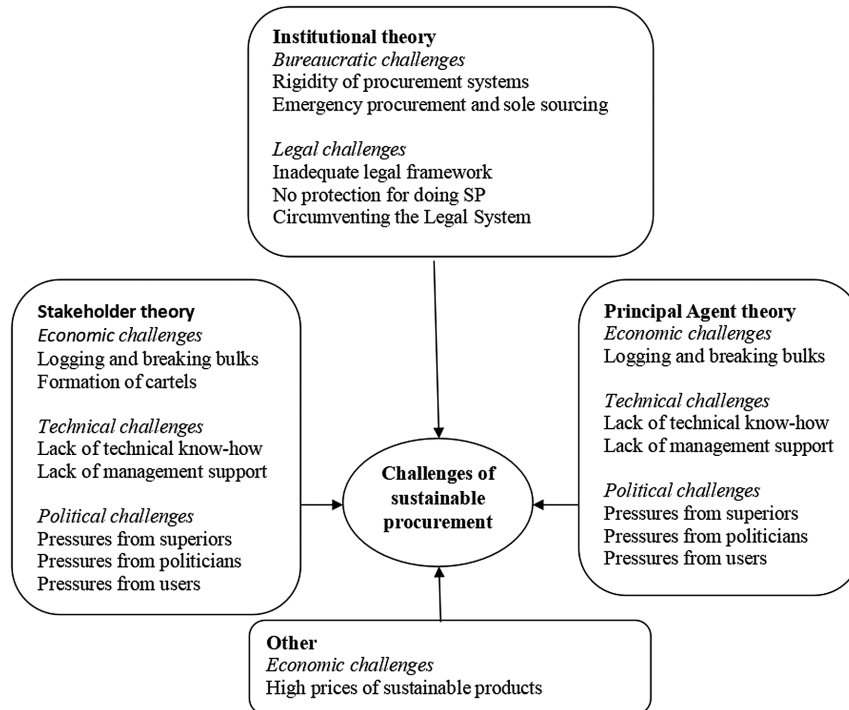 Institutional theory
Bureaucratic challenges
Rigidity of procurement systems
Emergency procurement and sole sourcing
Legal challenges
Inadequate legal framework
No protection for doing SP
Circumventing the Legal System
Stakeholder theory
Economic challenges
Logging and breaking bulks
Formation of cartels
Technical challenges
Lack of technical know-how
Lack of management support
Political challenges
Pressures from superiors
Pressures from politicians
Pressures from users
Challenges of
sustainable
procurement
Principal Agent theory
Economic challenges
Logging and breaking bulks
Technical challenges
Lack of technical know-how
Lack of management support
Political challenges
Pressures from superiors
Pressures from politicians
Pressures from users
Other
Economic challenges
High prices of sustainable products